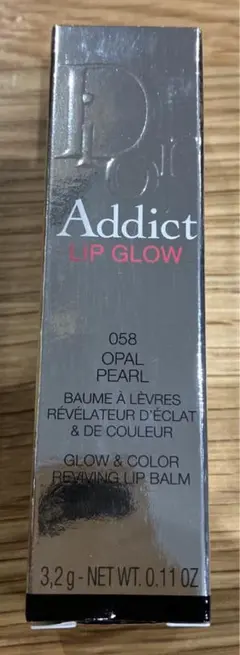 Dior
Addict
LIP GLOW
058
OPAL
PEARL
BAUME À LÈVRES
RÉVÉLATEUR D'ÉCLAT
& DE COULEUR
GLOW & COLOR
REVIVING LIP BALM
3,2 g - NET WT. 0.11 OZ